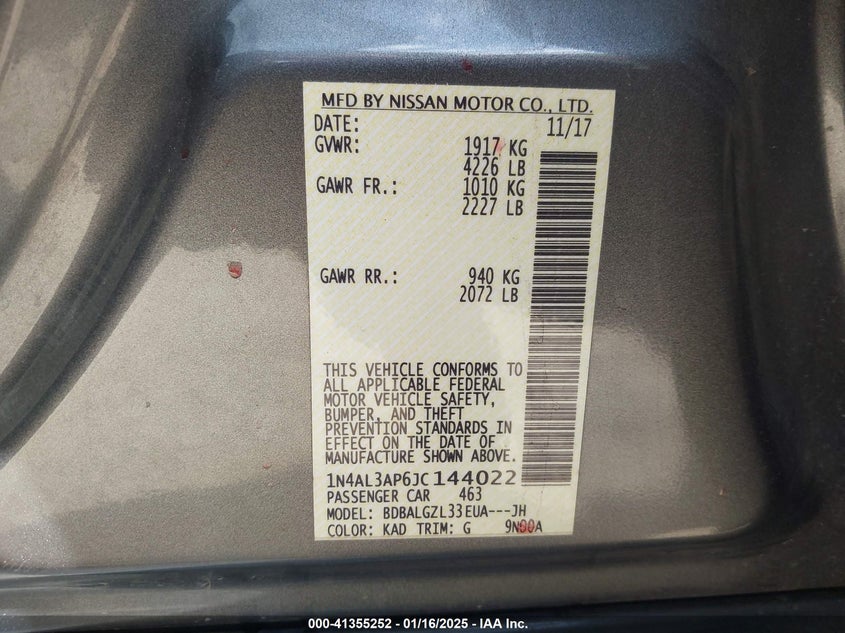 MFD BY NISSAN MOTOR CO., LTD.
DATE: 11/17
GVWR: 1917 KG
4226 LB
GAWR FR.: 1010 KG
2227 LB
GAWR RR.: 940 KG
2072 LB
THIS VEHICLE CONFORMS TO
ALL APPLICABLE FEDERAL
MOTOR VEHICLE SAFETY,
BUMPER, AND THEFT
PREVENTION STANDARDS IN
EFFECT ON THE DATE OF
MANUFACTURE SHOWN ABOVE.
1N4AL3AP6JC144022
PASSENGER CAR 463
MODEL: BDBALGZL33EUA---JH
COLOR: KAD TRIM: G 9N00A
000-41355252 - 01/16/2025 - IAA Inc.